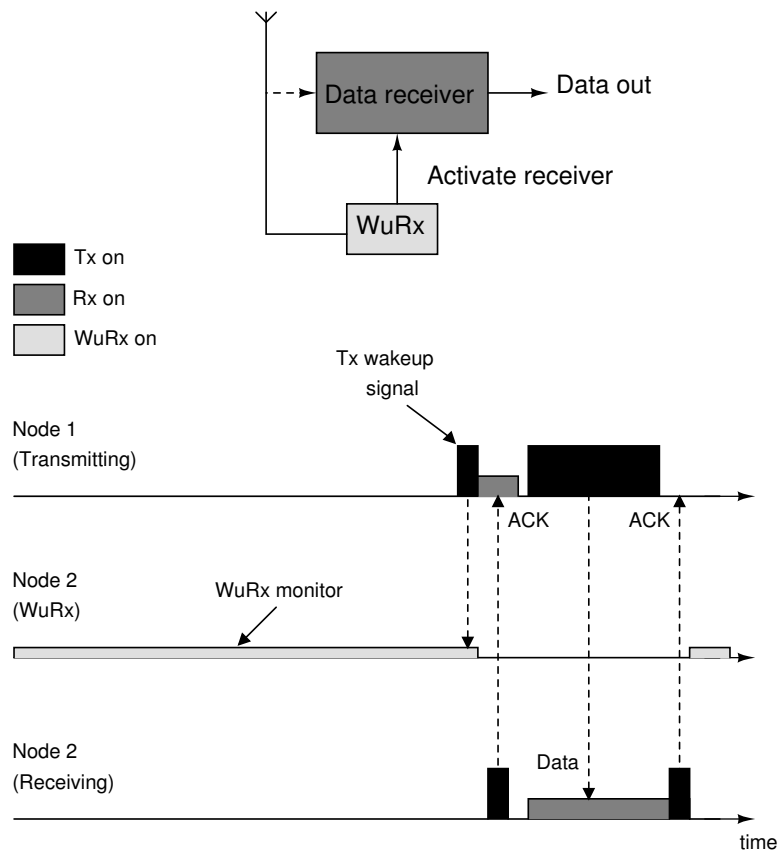 Data receiver
Data out
Activate receiver
WuRx
Tx on
Rx on
WuRx on
Tx wakeup
signal
Node 1
(Transmitting)
ACK
ACK
Node 2
(WuRx)
WuRx monitor
Node 2
(Receiving)
Data
time